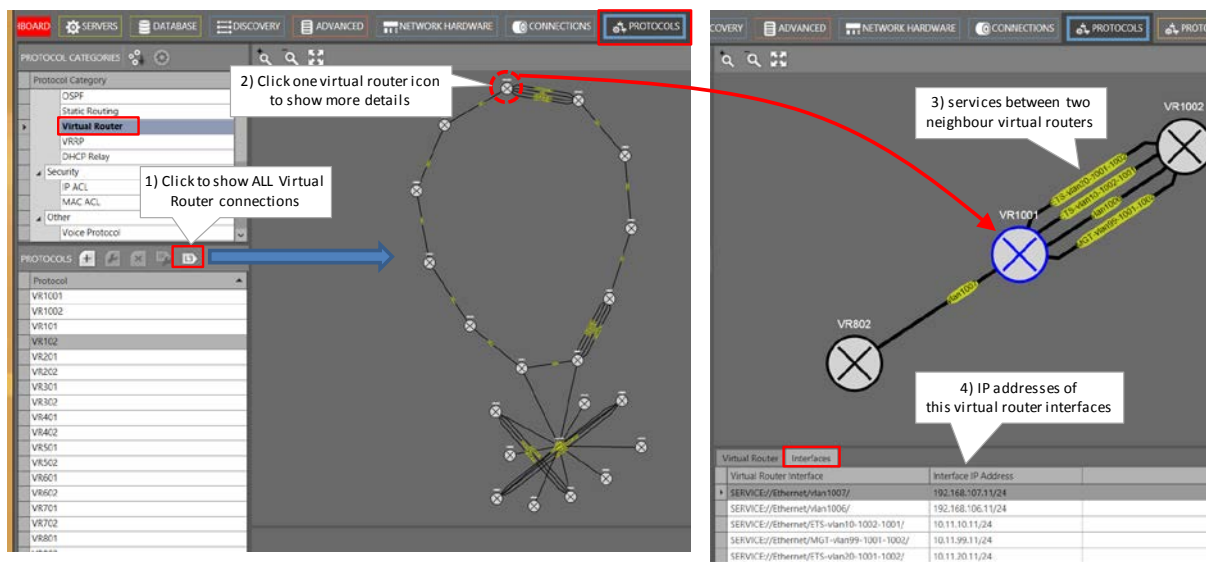 BOARD SERVERS DATABASE DISCOVERY ADVANCED NETWORK HARDWARE CONNECTIONS PROTOCOLS
PROTOCOL CATEGORIES
Protocol Category
OSPF
Static Routing
Virtual Router
VRRP
DHCP Relay
Security
IP ACL
MAC ACL
Other
Voice Protocol
1) Click to show ALL Virtual
Router connections
2) Click one virtual router icon
to show more details
PROTOCOLS L3
Protocol
VR1001
VR1002
VR101
VR102
VR201
VR202
VR301
VR302
VR401
VR402
VR501
VR502
VR601
VR602
VR701
VR702
VR801
COVERY ADVANCED NETWORK HARDWARE CONNECTIONS PROTOCOLS PROTO
3) services between two
neighbour virtual routers
VR1002
VR1001
VR802
vlan1007
4) IP addresses of
this virtual router interfaces
Virtual Router Interfaces
Virtual Router Interface Interface IP Address
SERVICE://Ethernet/vlan1007/ 192.168.107.11/24
SERVICE://Ethernet/vlan1006/ 192.168.106.11/24
SERVICE://Ethernet/ETS-vlan10-1002-1001/ 10.11.10.11/24
SERVICE://Ethernet/MGT-vlan99-1001-1002/ 10.11.99.11/24
SERVICE://Ethernet/ETS-vlan20-1001-1002/ 10.11.20.11/24